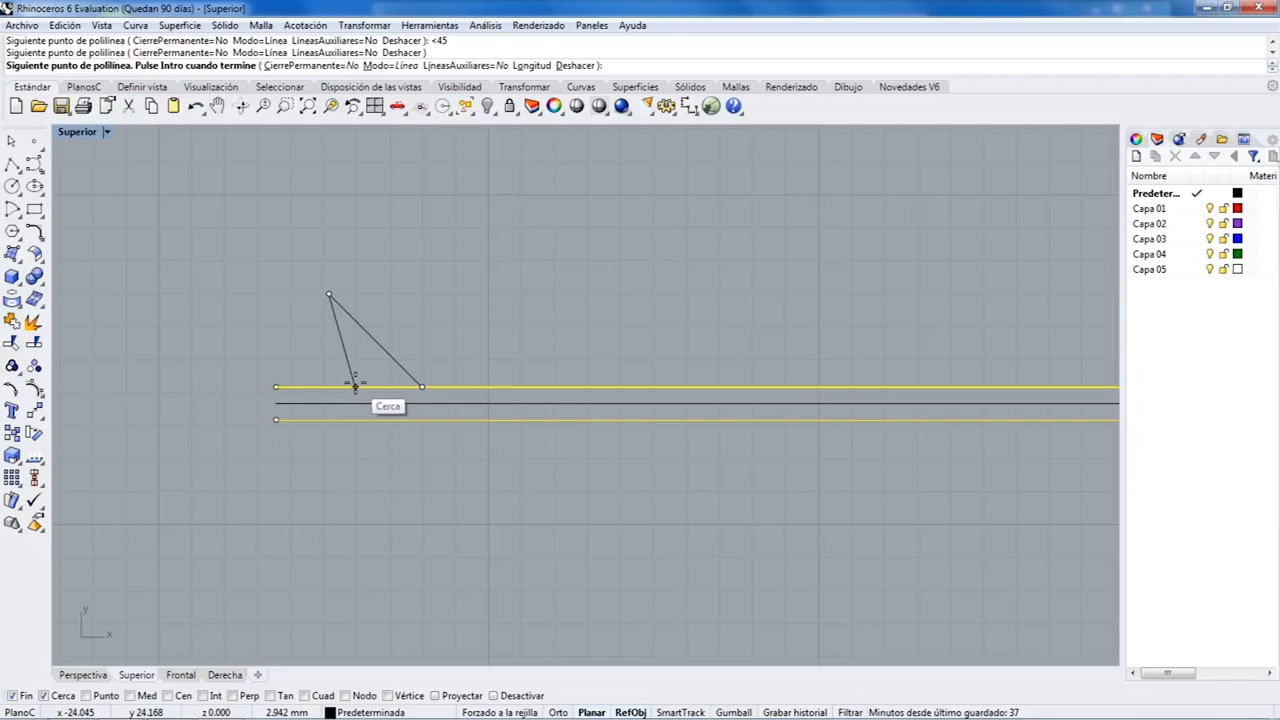 Rhinoceros 6 Evaluation (Quedan 90 días) - [Superior]
Archivo Edición Vista Curva Superficie Sólido Malla Acotación Transformar Herramientas Análisis Renderizado Paneles Ayuda
Siguiente punto de polilínea ( CierrePermanente=No Modo=Línea LíneasAuxiliares=No Deshacer ): <45
Siguiente punto de polilínea ( CierrePermanente=No Modo=Línea LíneasAuxiliares=No Deshacer )
Siguiente punto de polilínea. Pulse Intro cuando termine ( CierrePermanente=No Modo=Línea LíneasAuxiliares=No Longitud Deshacer ):
Estándar PlanosC Definir vista Visualización Seleccionar Disposición de las vistas Visibilidad Transformar Curvas Superficies Sólidos Mallas Renderizado Dibujo Novedades V6
Superior
Nombre Materi
Predeter...
Capa 01
Capa 02
Capa 03
Capa 04
Capa 05
Cerca
y
x
Perspectiva Superior Frontal Derecha
Fin Cerca Punto Med Cen Int Perp Tan Cuad Nodo Vértice Proyectar Desactivar
PlanoC x -24.045 y 24.168 z 0.000 2.942 mm Predeterminada Forzado a la rejilla Orto Planar RefObj SmartTrack Gumball Grabar historial Filtrar Minutos desde último guardado: 37